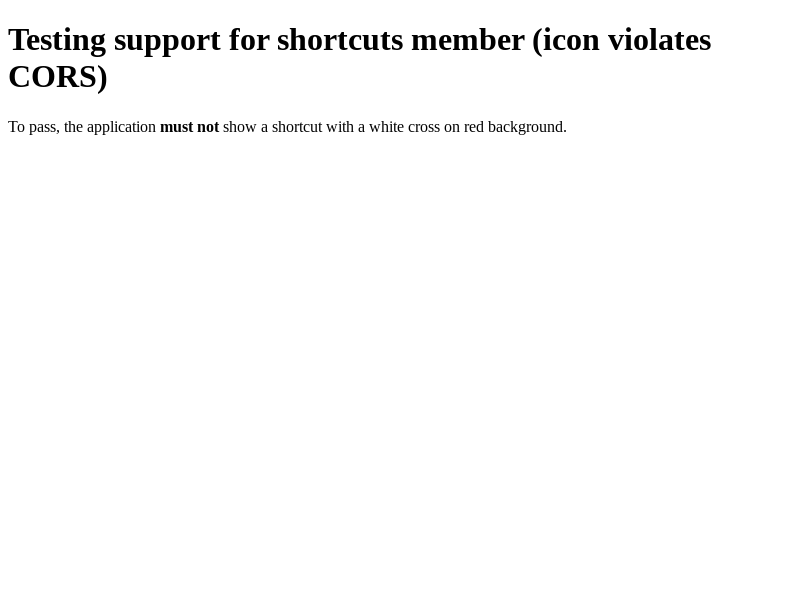 Testing support for shortcuts member (icon violates
CORS)
To pass, the application must not show a shortcut with a white cross on red background.